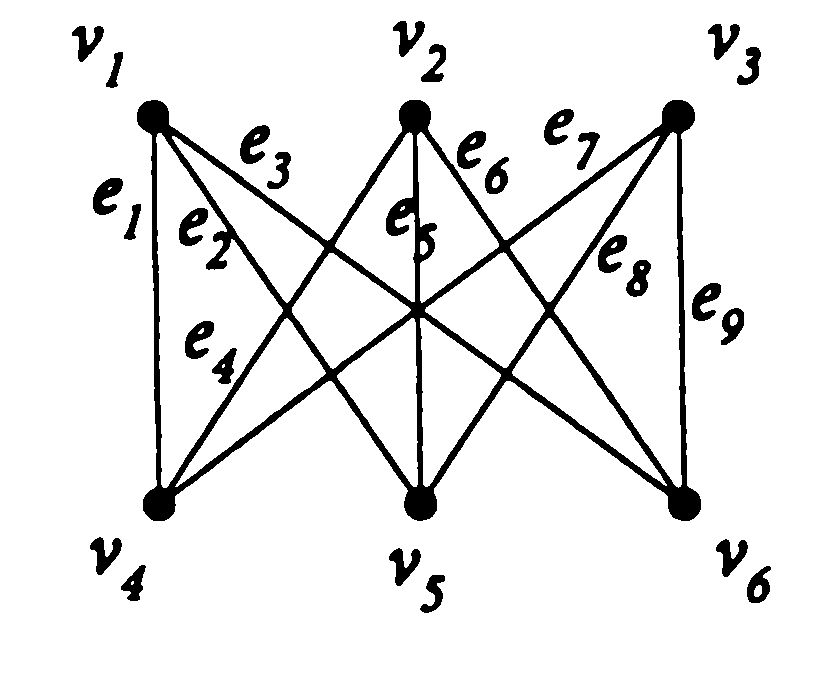 v₁ v₂ v₃
e₃ e₆ e₇
e₁ e₂ e₅ e₈
e₄ e₉
v₄ v₅ v₆